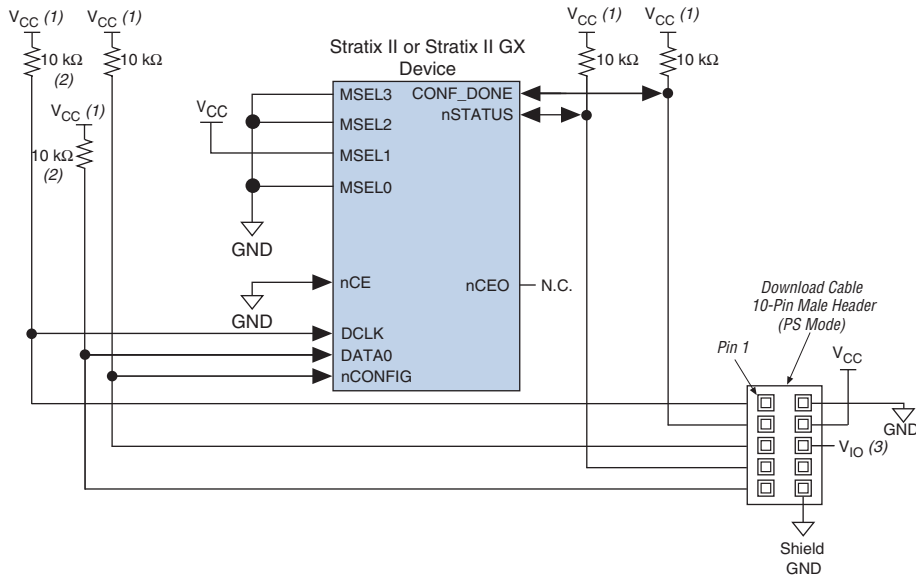 VCC (1)
VCC (1)
VCC (1)
VCC (1)
10 kΩ
(2)
10 kΩ
10 kΩ
10 kΩ
Stratix II or Stratix II GX
Device
VCC (1)
10 kΩ
(2)
VCC
MSEL3
MSEL2
MSEL1
MSEL0
CONF_DONE
nSTATUS
GND
nCE
nCEO
N.C.
GND
DCLK
DATA0
nCONFIG
Download Cable
10-Pin Male Header
(PS Mode)
Pin 1
VCC
GND
VIO (3)
Shield
GND